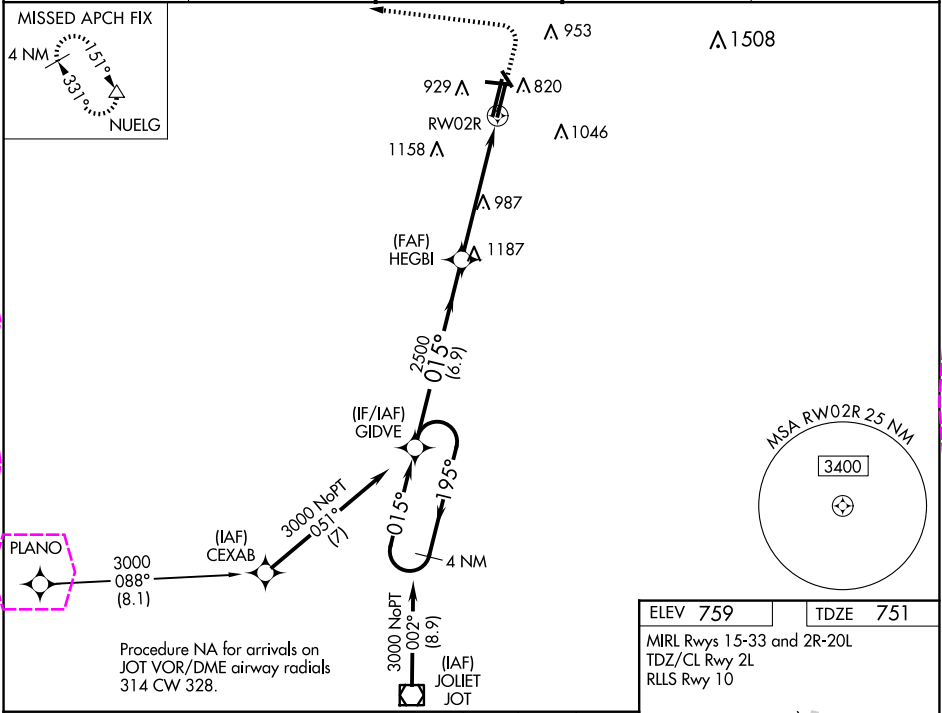 MISSED APCH FIX
4 NM
151°
331°
NUELG
953
1508
929
820
RW02R
1046
1158
987
(FAF)
HEGBI
1187
2500
015°
(6.9)
(IF/IAF)
GIDVE
MSA RW02R 25 NM
3400
015°
195°
4 NM
3000 NoPT
051°
(7)
(IAF)
CEXAB
PLANO
3000
088°
(8.1)
3000 NoPT
002°
(8.9)
(IAF)
JOLIET
JOT
Procedure NA for arrivals on
JOT VOR/DME airway radials
314 CW 328.
ELEV 759
TDZE 751
MIRL Rwys 15-33 and 2R-20L
TDZ/CL Rwy 2L
RLLS Rwy 10